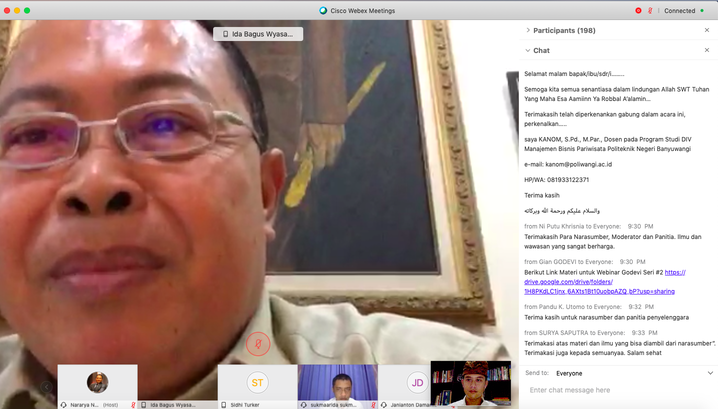 Cisco Webex Meetings
Connected
Ida Bagus Wyasa...
Participants (198)
Chat
Selamat malam bapak/ibu/sdr/i........
Semoga kita semua senantiasa dalam lindungan Allah SWT Tuhan
Yang Maha Esa Aamiinn Ya Robbal A'alamin...
Terimakasih telah diperkenankan gabung dalam acara ini,
perkenalkan.....
saya KANOM, S.Pd., M.Par., Dosen pada Program Studi DIV
Manajemen Bisnis Pariwisata Politeknik Negeri Banyuwangi
e-mail: kanom@poliwangi.ac.id
HP/WA: 081933122371
Terima kasih
والسلام عليكم ورحمة الله وبركاته
from Ni Putu Khrisnia to Everyone: 9:30 PM
Terimakasih Para Narasumber, Moderator dan Panitia. Ilmu dan
wawasan yang sangat berharga.
from Gian GODEVI to Everyone: 9:30 PM
Berikut Link Materi untuk Webinar Godevi Seri #2 https://
drive.google.com/drive/folders/
from Pandu K. Utomo to Everyone: 9:32 PM
Terima kasih untuk narasumber dan panitia penyelenggara
from SURYA SAPUTRA to Everyone: 9:33 PM
Terimakasi atas materi dan ilmu yang bisa diambil dari narasumber".
Terimakasi juga kepada semuanyaa. Salam sehat
Send to: Everyone
Enter chat message here
ST
JD
Nararya N... (Host)
Ida Bagus Wyasa...
Sidhi Turker
sukmaarida sukm...
Janianton Daman